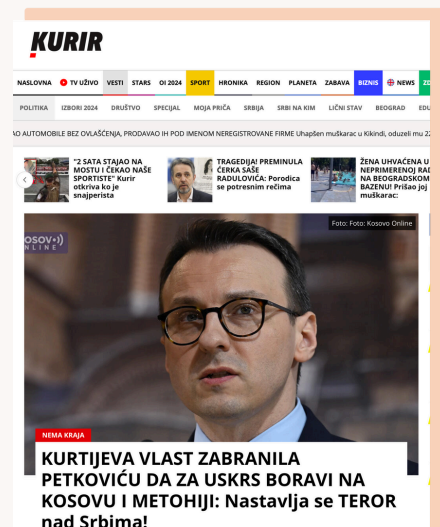 KURIR
NASLOVNA TV UŽIVO VESTI STARS OI 2024 SPORT HRONIKA REGION PLANETA ZABAVA BIZNIS NEWS
POLITIKA IZBORI 2024 DRUŠTVO SPECIJAL MOJA PRIČA SRBIJA SRBI NA KIM LIČNI STAV BEOGRAD EDU
AUTOMOBILE BEZ OVLAŠĆENJA, PRODAVAO IH POD IMENOM NEREGISTROVANE FIRME Uhapšen muškarac u Kikindi, oduzeli mu 22
"2 SATA STAJAO NA
MOSTU I ČEKAO NAŠE
SPORTISTE" Kurir
otkriva ko je
snajperista
TRAGEDIJA! PREMINULA
ĆERKA SAŠE
RADULOVIĆA: Porodica
se potresnim rečima
ŽENA UHVAĆENA U
NEPRIMERENOJ RAD
NA BEOGRADSKOM
BAZENU! Prišao joj
muškarac:
Foto: Foto: Kosovo Online
OSOV
NLINE
NEMA KRAJA
KURTIJEVA VLAST ZABRANILA
PETKOVIĆU DA ZA USKRS BORAVI NA
KOSOVU I METOHIJI: Nastavlja se TEROR
nad Srbima!